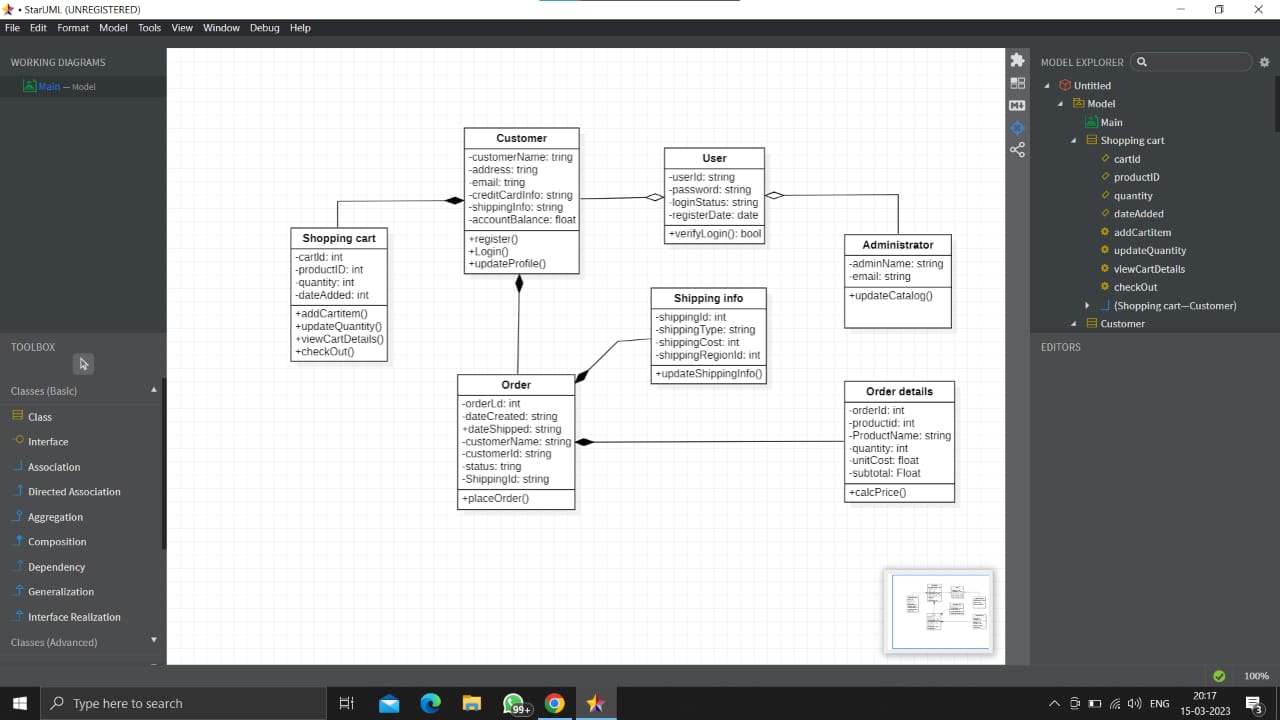 • StarUML (UNREGISTERED)
File Edit Format Model Tools View Window Debug Help
WORKING DIAGRAMS
Main — Model
TOOLBOX
Classes (Basic)
Class
Interface
Association
Directed Association
Aggregation
Composition
Dependency
Generalization
Interface Realization
Classes (Advanced)
Customer
-customerName: tring
-address: tring
-email: tring
-creditCardInfo: string
-shippingInfo: string
-accountBalance: float
+register()
+Login()
+updateProfile()
User
-userId: string
-password: string
-loginStatus: string
-registerDate: date
+verifyLogin(): bool
Shopping cart
-cartId: int
-productID: int
-quantity: int
-dateAdded: int
+addCartitem()
+updateQuantity()
+viewCartDetails()
+checkOut()
Administrator
-adminName: string
-email: string
+updateCatalog()
Shipping info
-shippingId: int
-shippingType: string
-shippingCost: int
-shippingRegionId: int
+updateShippingInfo()
Order
-orderLd: int
-dateCreated: string
+dateShipped: string
-customerName: string
-customerId: string
-status: tring
-ShippingId: string
+placeOrder()
Order details
-orderId: int
-productid: int
-ProductName: string
-quantity: int
-unitCost: float
-subtotal: Float
+calcPrice()
MODEL EXPLORER
Untitled
Model
Main
Shopping cart
cartId
productID
quantity
dateAdded
addCartitem
updateQuantity
viewCartDetails
checkOut
(Shopping cart—Customer)
Customer
EDITORS
100%
Type here to search
99+
ENG
20:17
15-03-2023
3